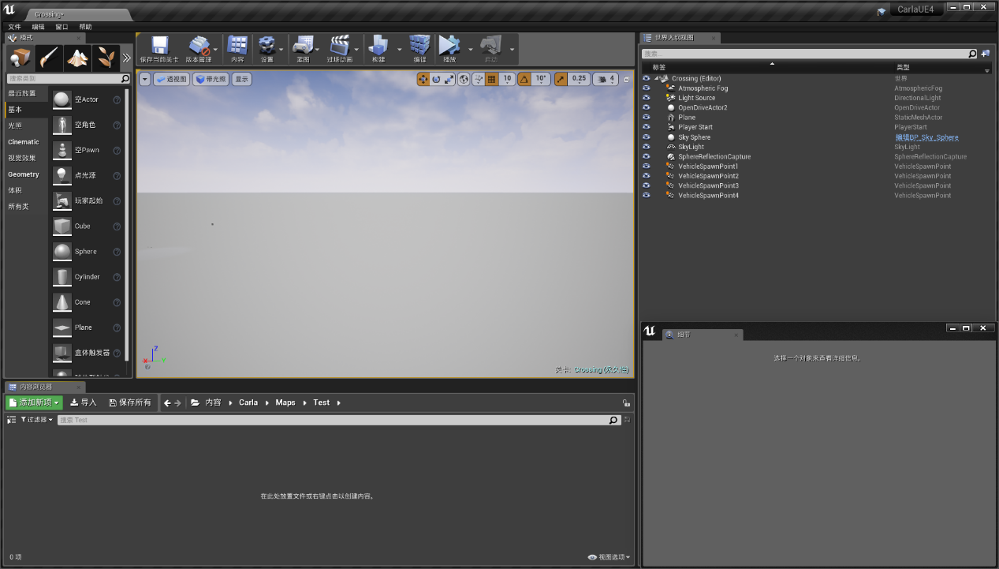 Crossing*
CarlaUE4
文件 编辑 窗口 帮助
模式
搜索类别
最近放置
基本
光照
Cinematic
视觉效果
Geometry
体积
所有类
空Actor
空角色
空Pawn
点光源
玩家起始
Cube
Sphere
Cylinder
Cone
Plane
盒体触发器
保存当前关卡 版本管理 内容 设置 蓝图 过场动画 构建 编译 播放 启动
透视图 带光照 显示 10 10° 0.25 4
Z
关卡: Crossing (永久性)
世界大纲视图
搜索...
标签 类型
Crossing (Editor) 世界
Atmospheric Fog AtmosphericFog
Light Source DirectionalLight
OpenDriveActor2 OpenDriveActor
Plane StaticMeshActor
Player Start PlayerStart
Sky Sphere 编辑BP_Sky_Sphere
SkyLight SkyLight
SphereReflectionCapture SphereReflectionCapture
VehicleSpawnPoint1 VehicleSpawnPoint
VehicleSpawnPoint2 VehicleSpawnPoint
VehicleSpawnPoint3 VehicleSpawnPoint
VehicleSpawnPoint4 VehicleSpawnPoint
细节
选择一个对象来查看详细信息。
内容浏览器
添加新项 导入 保存所有 内容 Carla Maps Test
过滤器 搜索 Test
在此处放置文件或右键点击以创建内容。
0 项
视图选项